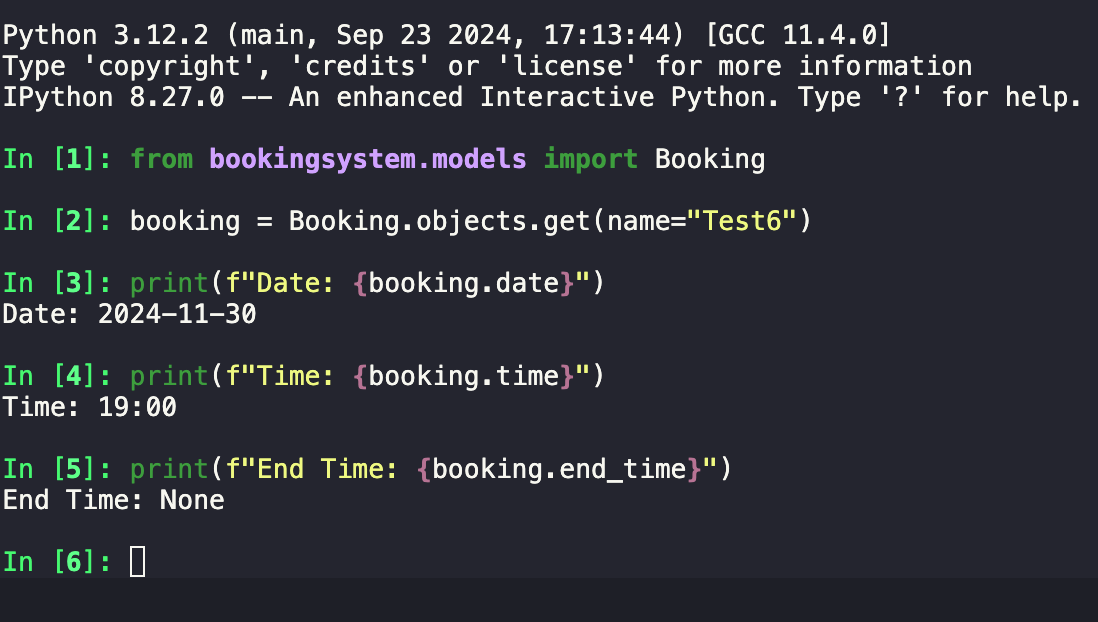 Python 3.12.2 (main, Sep 23 2024, 17:13:44) [GCC 11.4.0]
Type 'copyright', 'credits' or 'license' for more information
IPython 8.27.0 -- An enhanced Interactive Python. Type '?' for help.
In [1]: from bookingsystem.models import Booking
In [2]: booking = Booking.objects.get(name="Test6")
In [3]: print(f"Date: {booking.date}")
Date: 2024-11-30
In [4]: print(f"Time: {booking.time}")
Time: 19:00
In [5]: print(f"End Time: {booking.end_time}")
End Time: None
In [6]: